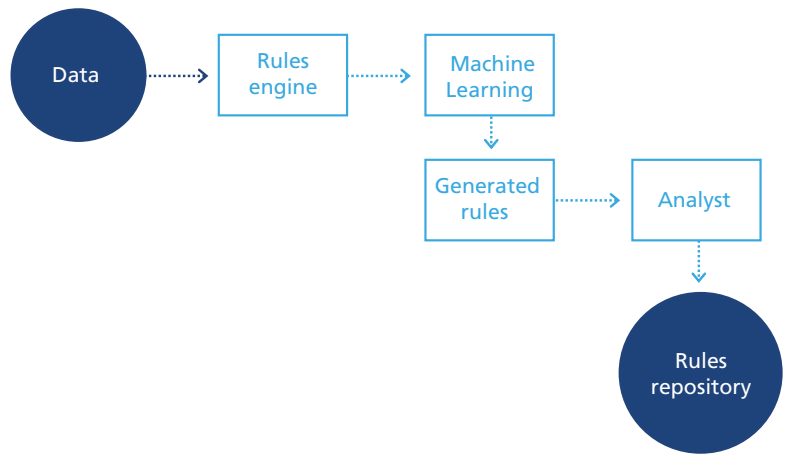 Data
Rules
engine
Machine
Learning
Generated
rules
Analyst
Rules
repository